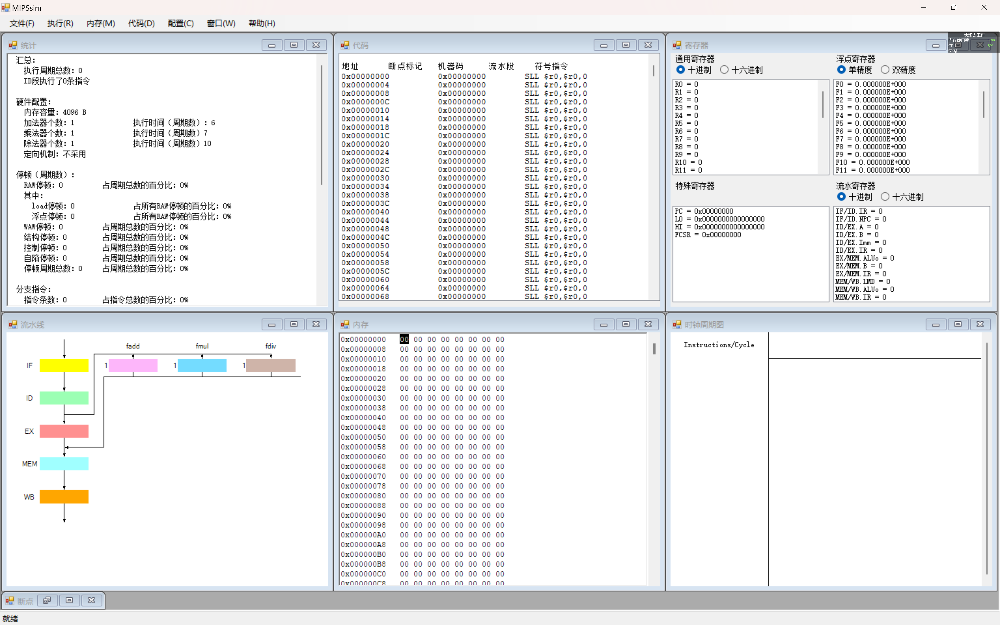 MIPSsim
文件(F) 执行(R) 内存(M) 代码(D) 配置(C) 窗口(W) 帮助(H)
快滚去工作
内存使用率 52%
CPU 6%
空闲
统计
汇总:
执行周期总数: 0
ID段执行了0条指令
硬件配置:
内存容量: 4096 B
加法器个数: 1 执行时间（周期数）: 6
乘法器个数: 1 执行时间（周期数）7
除法器个数: 1 执行时间（周期数）10
定向机制: 不采用
停顿（周期数）:
RAW停顿: 0 占周期总数的百分比: 0%
其中:
load停顿: 0 占所有RAW停顿的百分比: 0%
浮点停顿: 0 占所有RAW停顿的百分比: 0%
WAW停顿: 0 占周期总数的百分比: 0%
结构停顿: 0 占周期总数的百分比: 0%
控制停顿: 0 占周期总数的百分比: 0%
自陷停顿: 0 占周期总数的百分比: 0%
停顿周期总数: 0 占周期总数的百分比: 0%
分支指令:
指令条数: 0 占指令总数的百分比: 0%
代码
地址 断点标记 机器码 流水段 符号指令
0x00000000 0x00000000 SLL $r0,$r0,0
0x00000004 0x00000000 SLL $r0,$r0,0
0x00000008 0x00000000 SLL $r0,$r0,0
0x0000000C 0x00000000 SLL $r0,$r0,0
0x00000010 0x00000000 SLL $r0,$r0,0
0x00000014 0x00000000 SLL $r0,$r0,0
0x00000018 0x00000000 SLL $r0,$r0,0
0x0000001C 0x00000000 SLL $r0,$r0,0
0x00000020 0x00000000 SLL $r0,$r0,0
0x00000024 0x00000000 SLL $r0,$r0,0
0x00000028 0x00000000 SLL $r0,$r0,0
0x0000002C 0x00000000 SLL $r0,$r0,0
0x00000030 0x00000000 SLL $r0,$r0,0
0x00000034 0x00000000 SLL $r0,$r0,0
0x00000038 0x00000000 SLL $r0,$r0,0
0x0000003C 0x00000000 SLL $r0,$r0,0
0x00000040 0x00000000 SLL $r0,$r0,0
0x00000044 0x00000000 SLL $r0,$r0,0
0x00000048 0x00000000 SLL $r0,$r0,0
0x0000004C 0x00000000 SLL $r0,$r0,0
0x00000050 0x00000000 SLL $r0,$r0,0
0x00000054 0x00000000 SLL $r0,$r0,0
0x00000058 0x00000000 SLL $r0,$r0,0
0x0000005C 0x00000000 SLL $r0,$r0,0
0x00000060 0x00000000 SLL $r0,$r0,0
0x00000064 0x00000000 SLL $r0,$r0,0
0x00000068 0x00000000 SLL $r0,$r0,0
寄存器
通用寄存器
十进制 十六进制
R0 = 0
R1 = 0
R2 = 0
R3 = 0
R4 = 0
R5 = 0
R6 = 0
R7 = 0
R8 = 0
R9 = 0
R10 = 0
R11 = 0
浮点寄存器
单精度 双精度
F0 = 0.000000E+000
F1 = 0.000000E+000
F2 = 0.000000E+000
F3 = 0.000000E+000
F4 = 0.000000E+000
F5 = 0.000000E+000
F6 = 0.000000E+000
F7 = 0.000000E+000
F8 = 0.000000E+000
F9 = 0.000000E+000
F10 = 0.000000E+000
F11 = 0.000000E+000
特殊寄存器
PC = 0x00000000
LO = 0x0000000000000000
HI = 0x0000000000000000
FCSR = 0x00000000
流水寄存器
十进制 十六进制
IF/ID.IR = 0
IF/ID.NPC = 0
ID/EX.A = 0
ID/EX.B = 0
ID/EX.Imm = 0
ID/EX.IR = 0
EX/MEM.ALUo = 0
EX/MEM.B = 0
EX/MEM.IR = 0
MEM/WB.LMD = 0
MEM/WB.ALUo = 0
MEM/WB.IR = 0
流水线
fadd fmul fdiv
IF 1 1 1
ID
EX
MEM
WB
内存
0x00000000 00 00 00 00 00 00 00 00
0x00000008 00 00 00 00 00 00 00 00
0x00000010 00 00 00 00 00 00 00 00
0x00000018 00 00 00 00 00 00 00 00
0x00000020 00 00 00 00 00 00 00 00
0x00000028 00 00 00 00 00 00 00 00
0x00000030 00 00 00 00 00 00 00 00
0x00000038 00 00 00 00 00 00 00 00
0x00000040 00 00 00 00 00 00 00 00
0x00000048 00 00 00 00 00 00 00 00
0x00000050 00 00 00 00 00 00 00 00
0x00000058 00 00 00 00 00 00 00 00
0x00000060 00 00 00 00 00 00 00 00
0x00000068 00 00 00 00 00 00 00 00
0x00000070 00 00 00 00 00 00 00 00
0x00000078 00 00 00 00 00 00 00 00
0x00000080 00 00 00 00 00 00 00 00
0x00000088 00 00 00 00 00 00 00 00
0x00000090 00 00 00 00 00 00 00 00
0x00000098 00 00 00 00 00 00 00 00
0x000000A0 00 00 00 00 00 00 00 00
0x000000A8 00 00 00 00 00 00 00 00
0x000000B0 00 00 00 00 00 00 00 00
0x000000B8 00 00 00 00 00 00 00 00
0x000000C0 00 00 00 00 00 00 00 00
0x000000C8 00 00 00 00 00 00 00 00
时钟周期图
Instructions/Cycle
断点
就绪